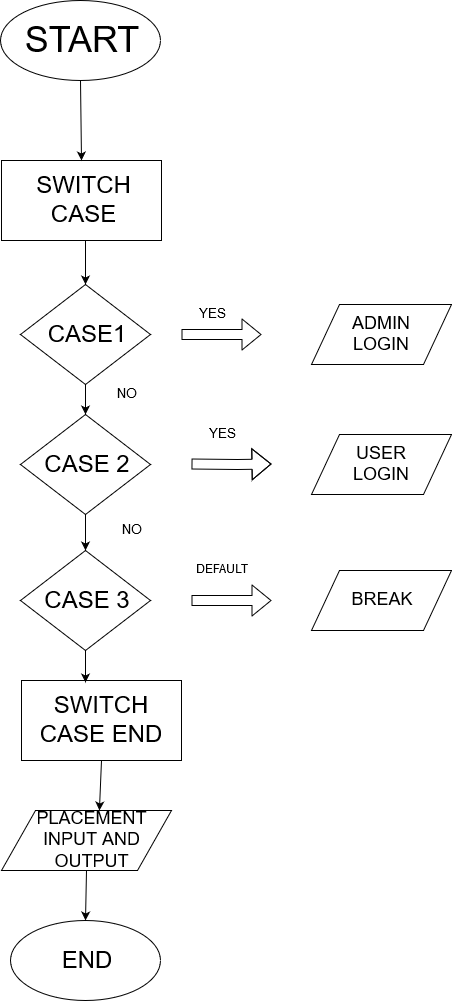 START
SWITCH
CASE
CASE1
YES
ADMIN
LOGIN
NO
CASE 2
YES
USER
LOGIN
NO
CASE 3
DEFAULT
BREAK
SWITCH
CASE END
PLACEMENT
INPUT AND
OUTPUT
END